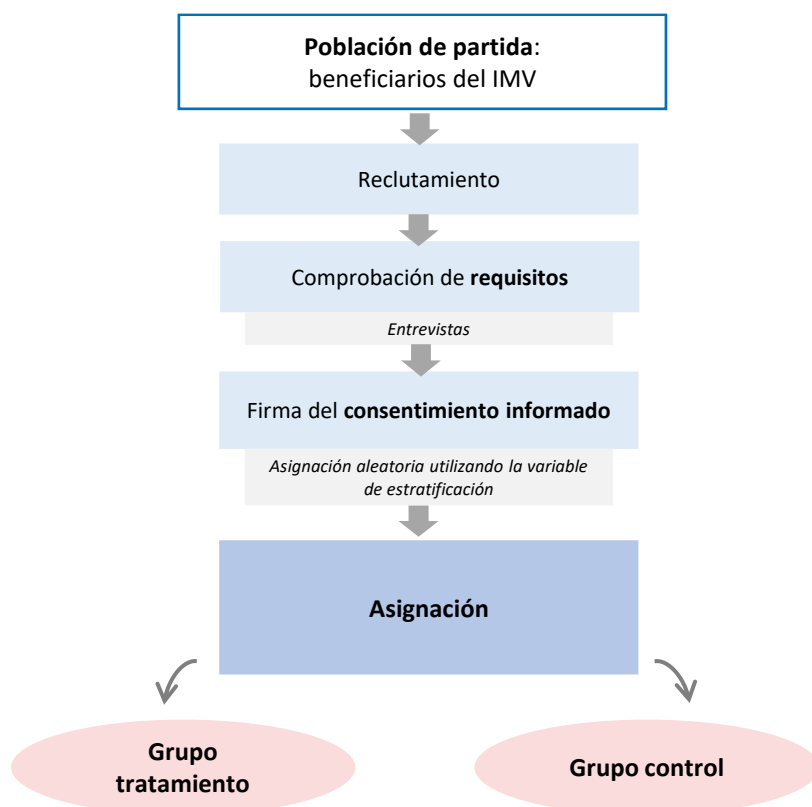 Población de partida:
beneficiarios del IMV
Reclutamiento
Comprobación de requisitos
Entrevistas
Firma del consentimiento informado
Asignación aleatoria utilizando la variable
de estratificación
Asignación
Grupo
tratamiento
Grupo control